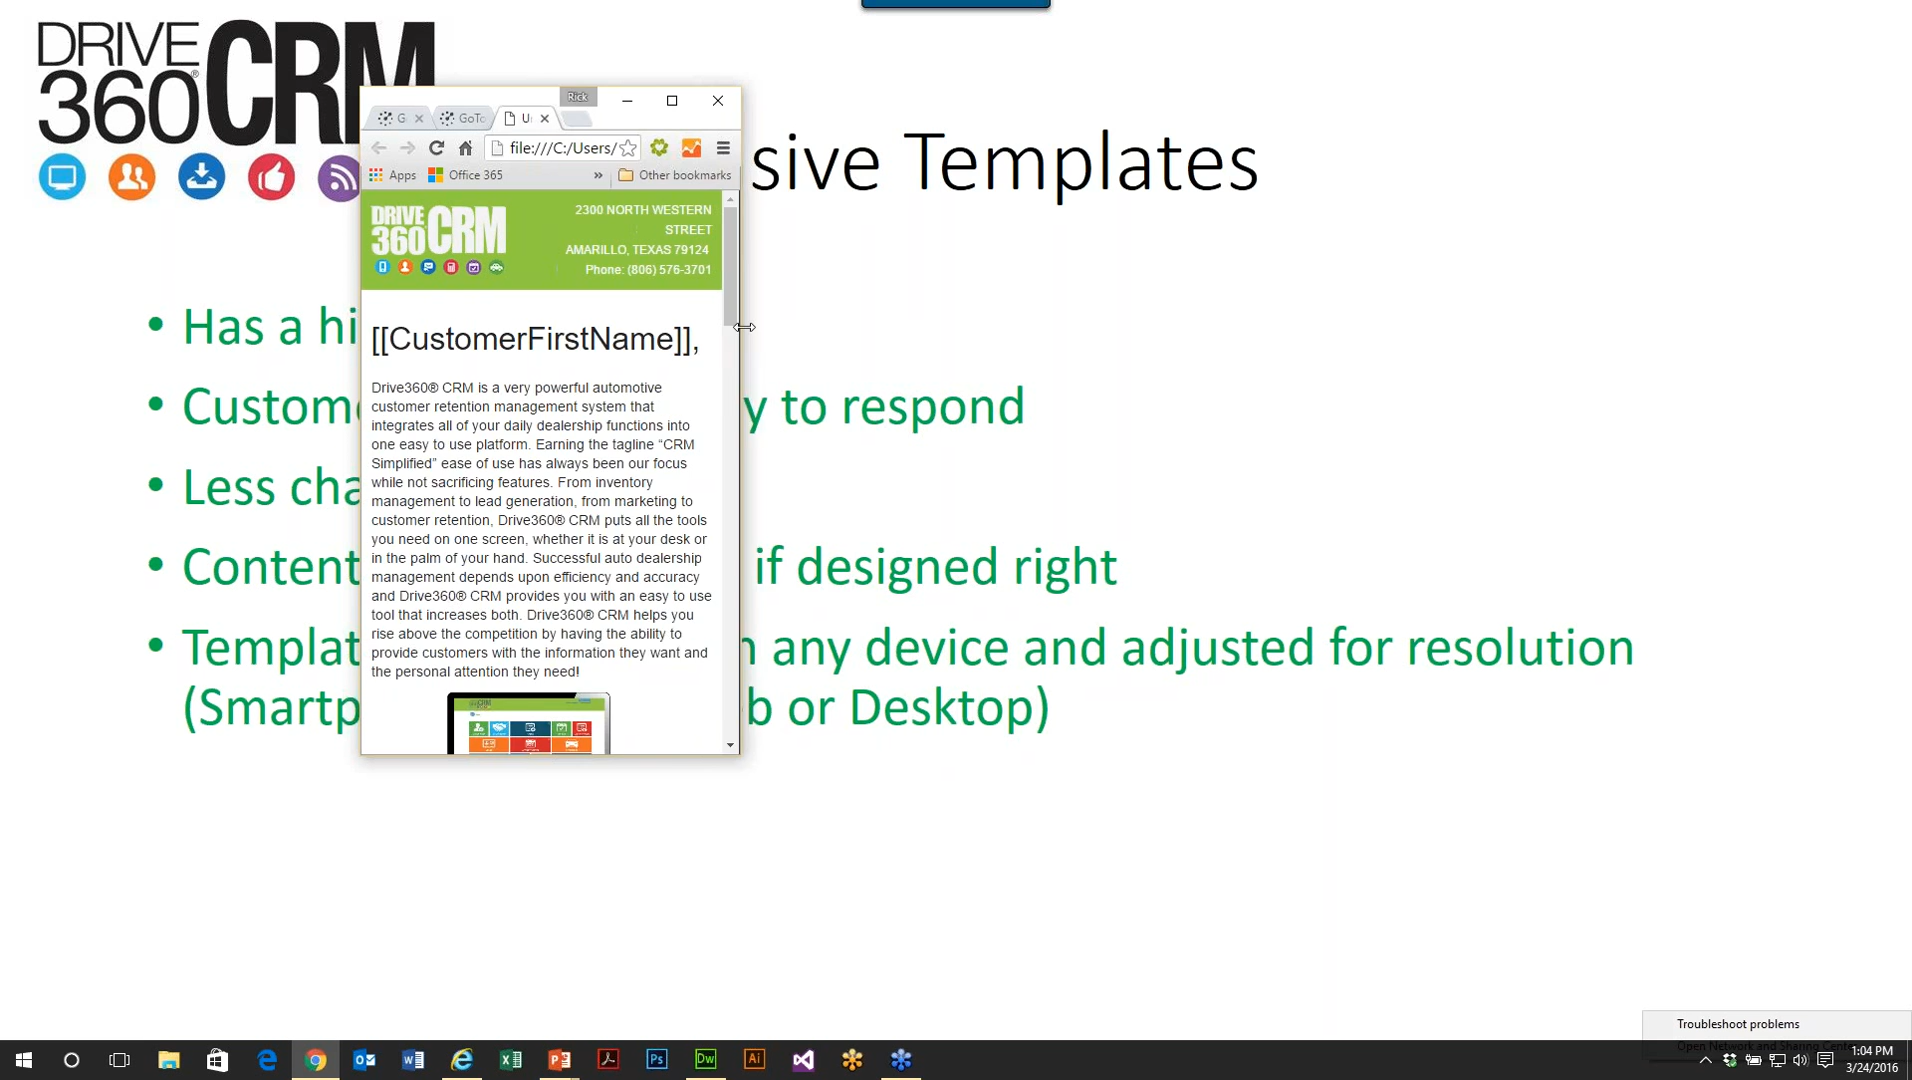 DRIVE
360® CRM
sive Templates
• Has a hi
• Custome
y to respond
• Less cha
• Content
if designed right
• Templat
n any device and adjusted for resolution
(Smartp
b or Desktop)
Rick
G
GoTo
U
file:///C:/Users/
Apps
Office 365
»
Other bookmarks
DRIVE
360CRM
2300 NORTH WESTERN
STREET
AMARILLO, TEXAS 79124
Phone: (806) 576-3701
[[CustomerFirstName]],
Drive360® CRM is a very powerful automotive
customer retention management system that
integrates all of your daily dealership functions into
one easy to use platform. Earning the tagline “CRM
Simplified” ease of use has always been our focus
while not sacrificing features. From inventory
management to lead generation, from marketing to
customer retention, Drive360® CRM puts all the tools
you need on one screen, whether it is at your desk or
in the palm of your hand. Successful auto dealership
management depends upon efficiency and accuracy
and Drive360® CRM provides you with an easy to use
tool that increases both. Drive360® CRM helps you
rise above the competition by having the ability to
provide customers with the information they want and
the personal attention they need!
Troubleshoot problems
Open Network and Sharing Cente
Ps
Dw
Ai
1:04 PM
3/24/2016